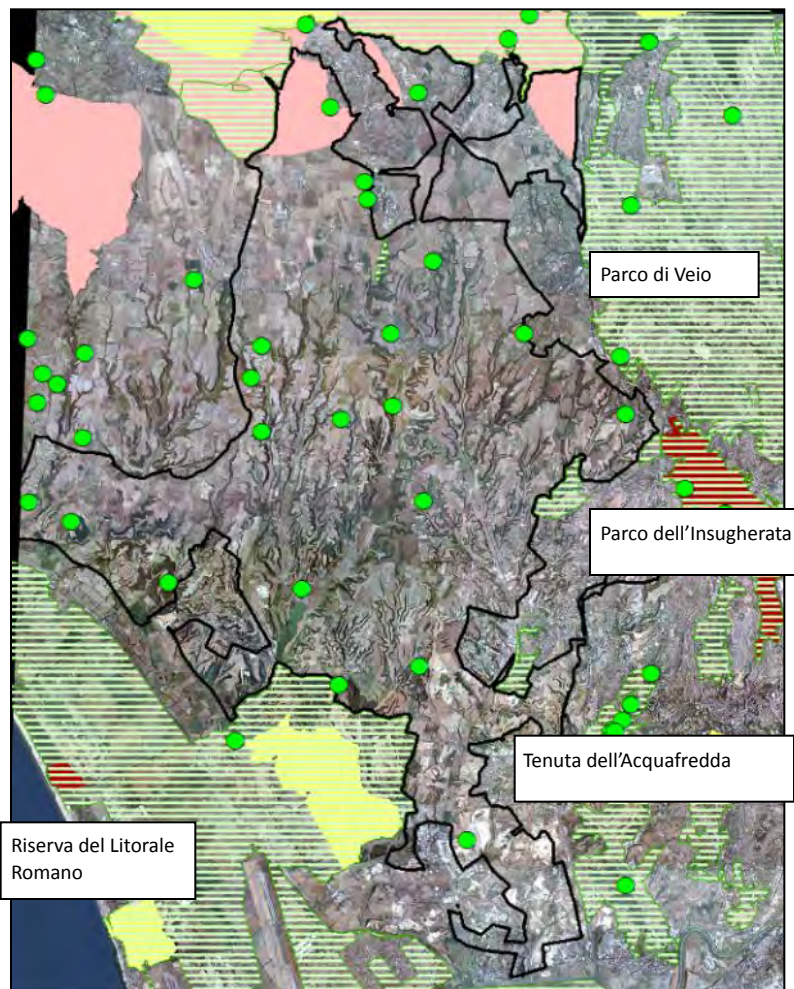 Parco di Veio
Parco dell'Insugherata
Tenuta dell'Acquafredda
Riserva del Litorale
Romano